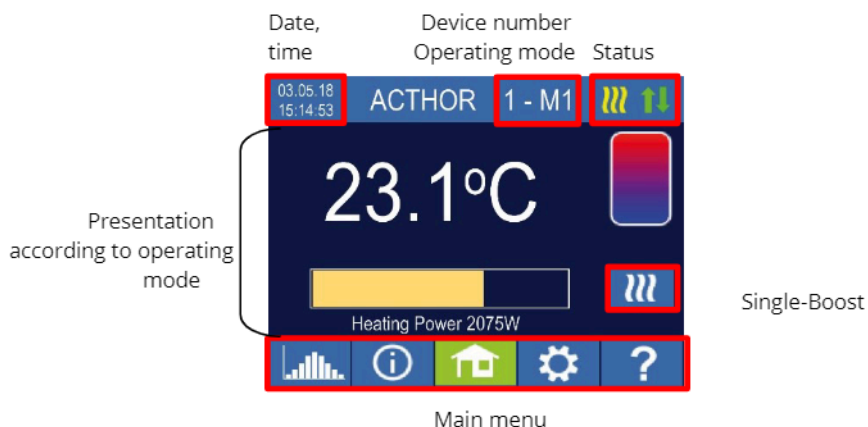 Date, time
Device number
Operating mode
Status
03.05.18
15:14:53
ACTHOR
1 - M1
23.1°C
Presentation
according to operating
mode
Heating Power 2075W
Single-Boost
?
Main menu